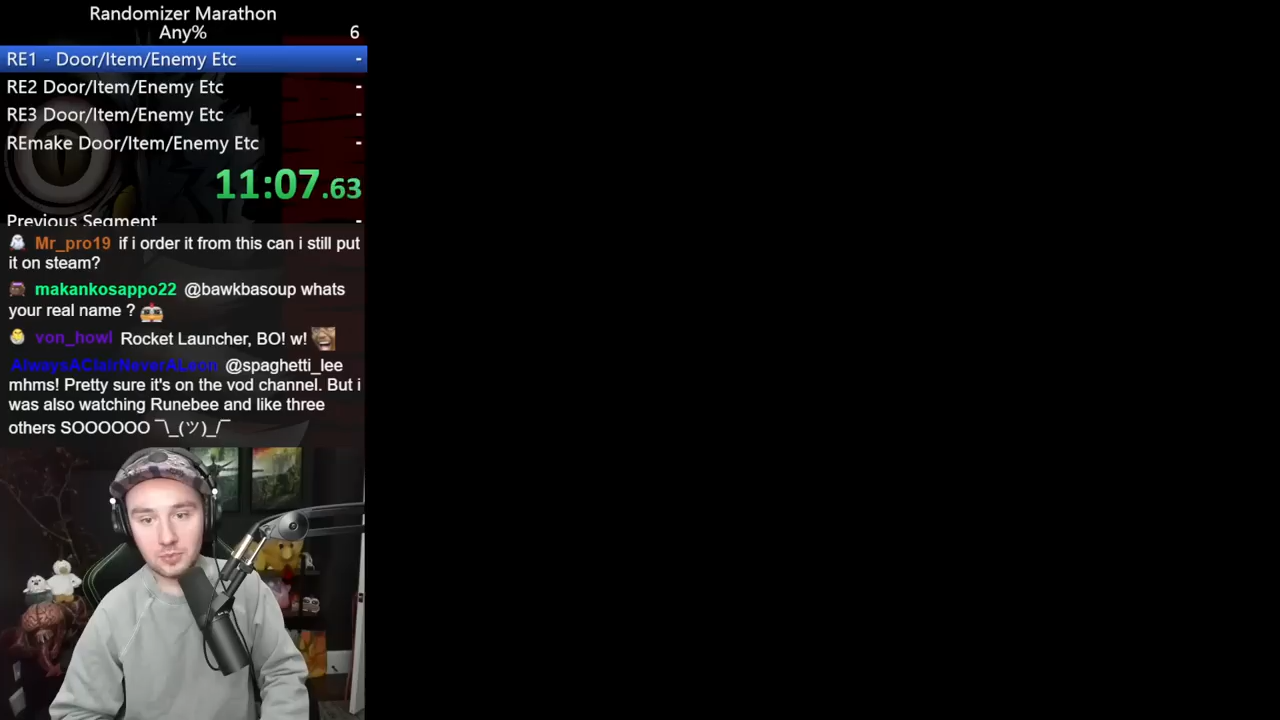 Randomizer Marathon
Any% 6
RE1 - Door/Item/Enemy Etc -
RE2 Door/Item/Enemy Etc -
RE3 Door/Item/Enemy Etc -
REmake Door/Item/Enemy Etc -
11:07.63
Previous Segment -
Mr_pro19 if i order it from this can i still put
it on steam?
makankosappo22 @bawkbasoup whats
your real name ?
von_howl Rocket Launcher, BO! w!
AlwaysAClairNeverALeon @spaghetti_lee
mhms! Pretty sure it's on the vod channel. But i
was also watching Runebee and like three
others SOOOOOO ¯\_(ツ)_/¯